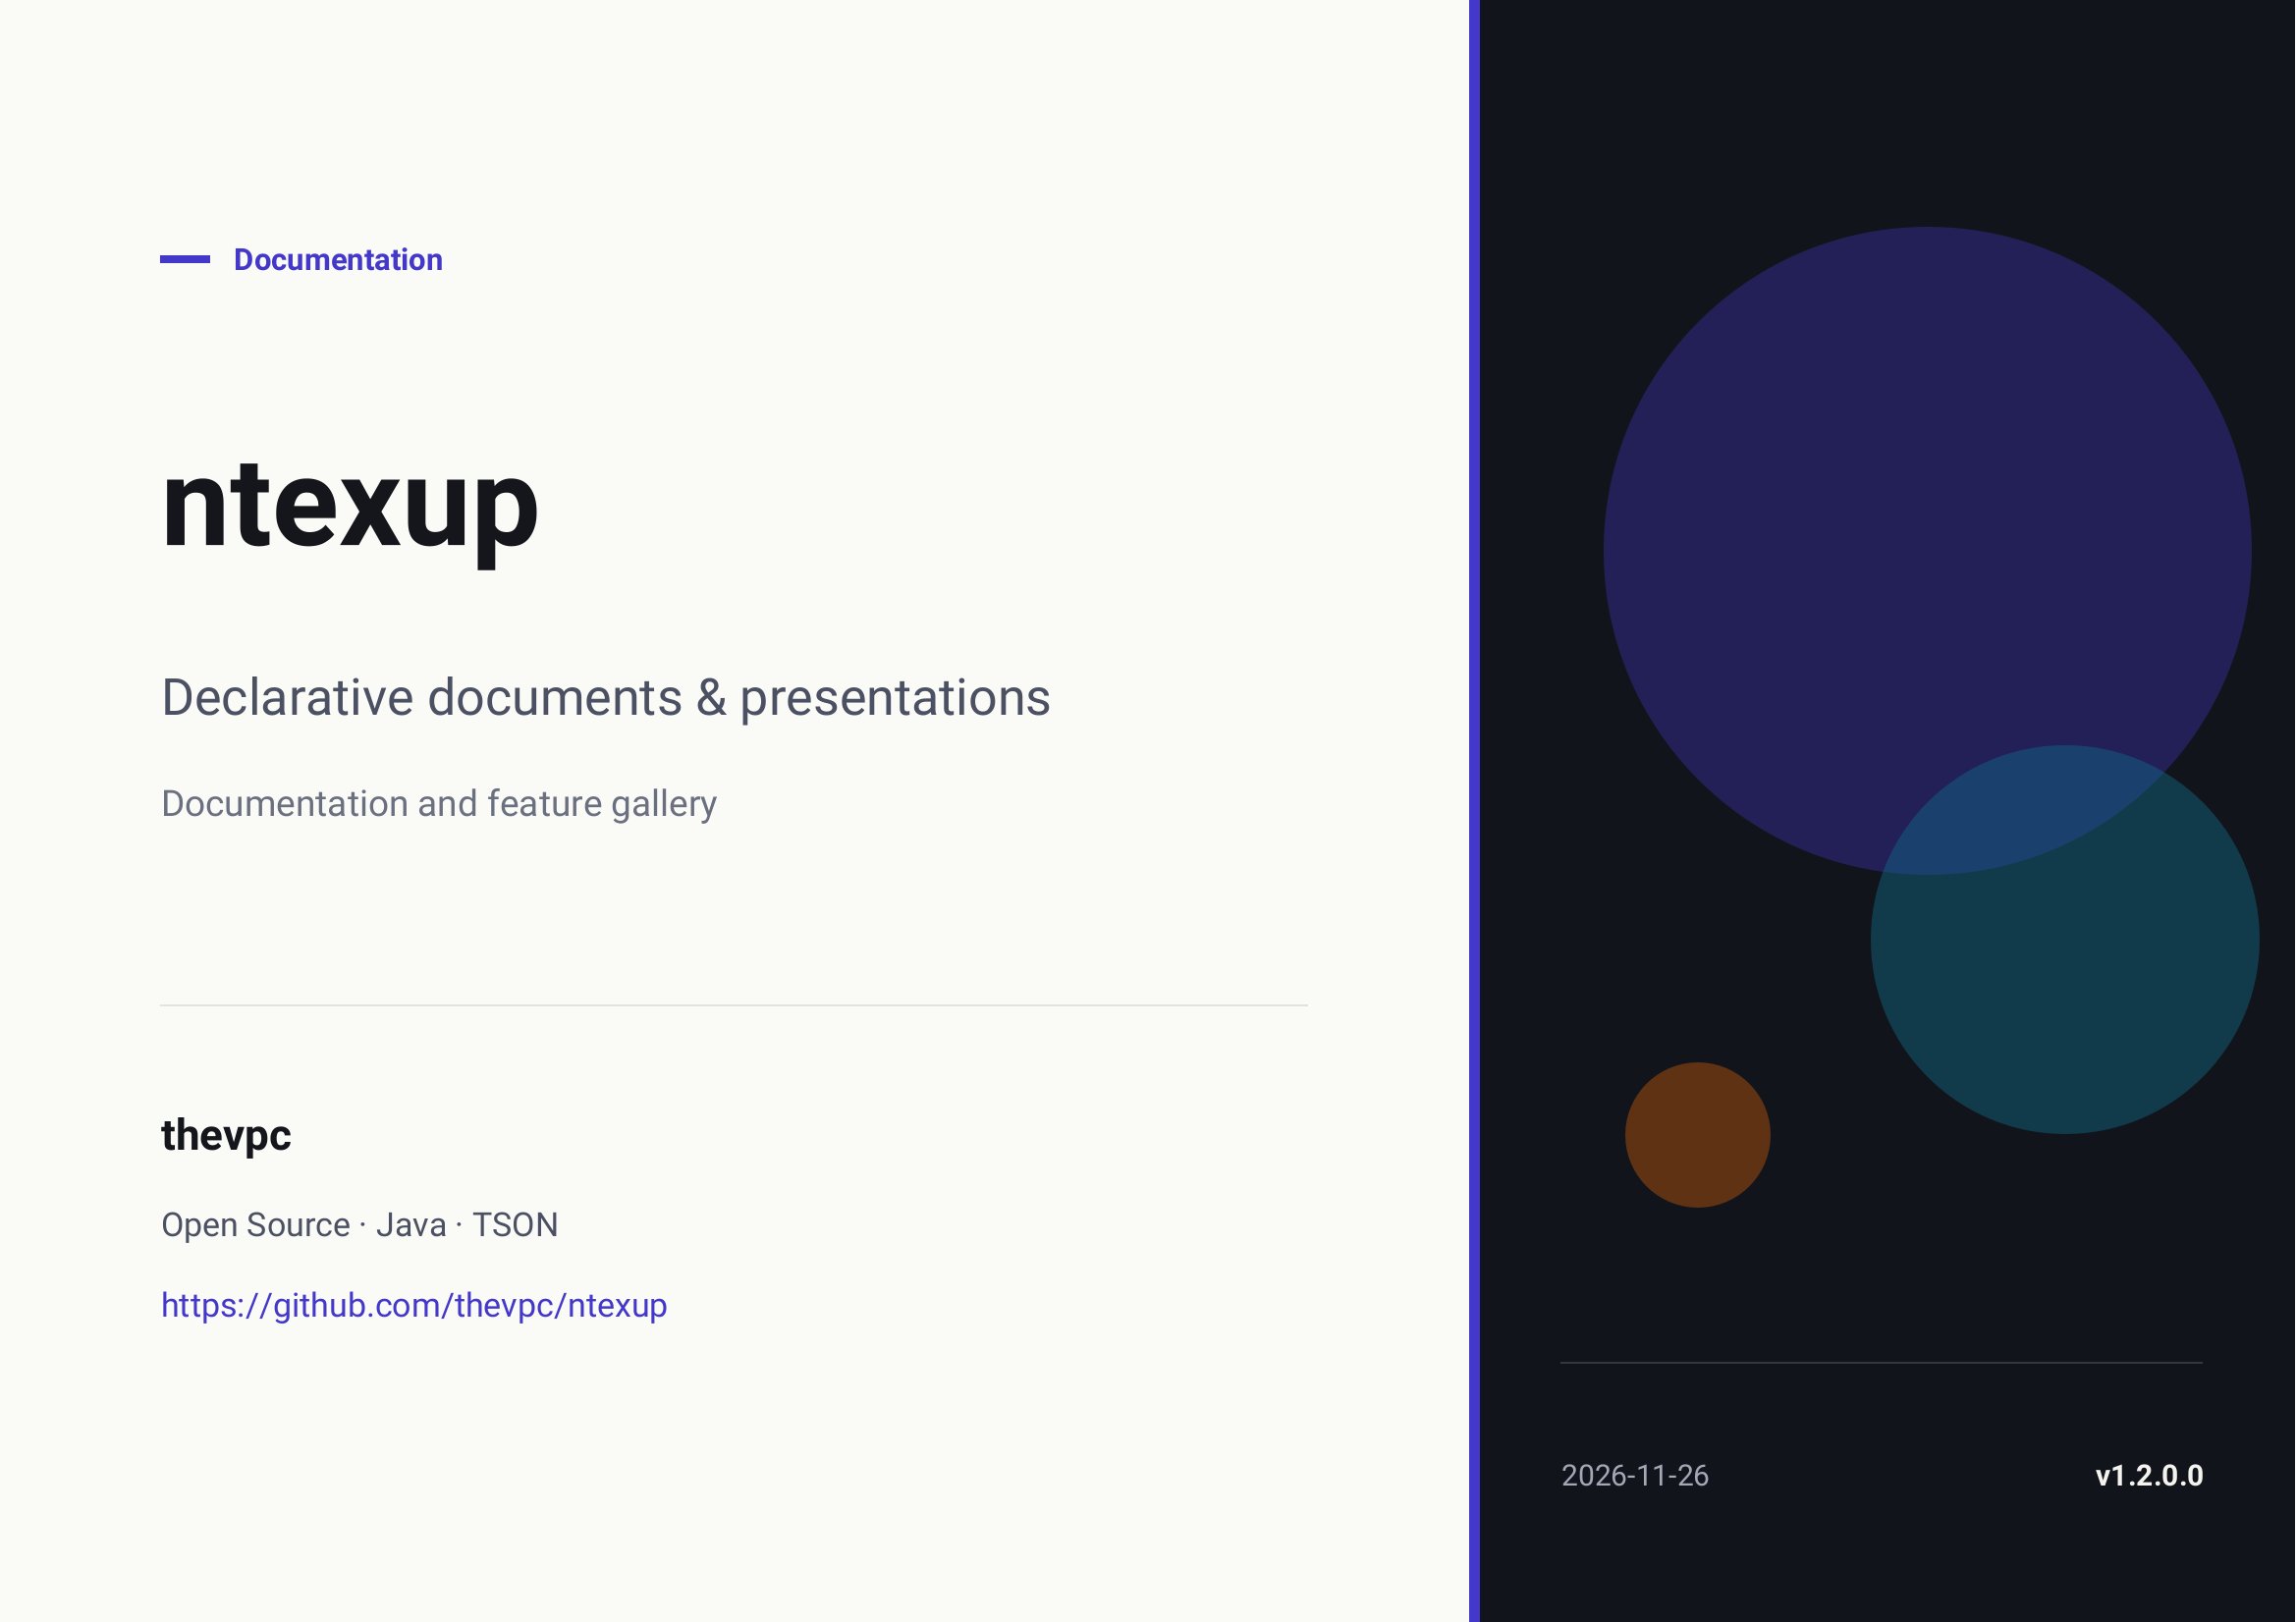 Documentation
ntexup
Declarative documents & presentations
Documentation and feature gallery
thevpc
Open Source · Java · TSON
https://github.com/thevpc/ntexup
2026-11-26
v1.2.0.0